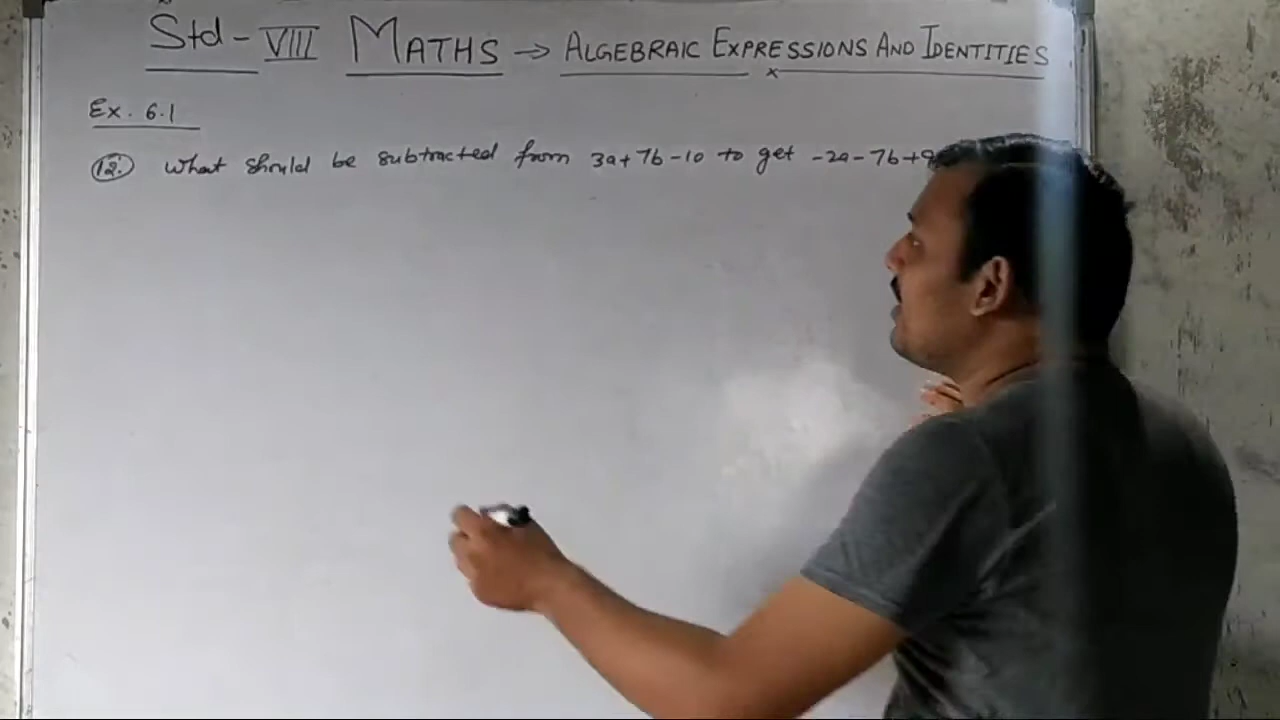 Std - VIII MATHS → ALGEBRAIC EXPRESSIONS AND IDENTITIES
Ex. 6.1
12. What should be subtracted from 3a+7b-10 to get -2a-7b+9